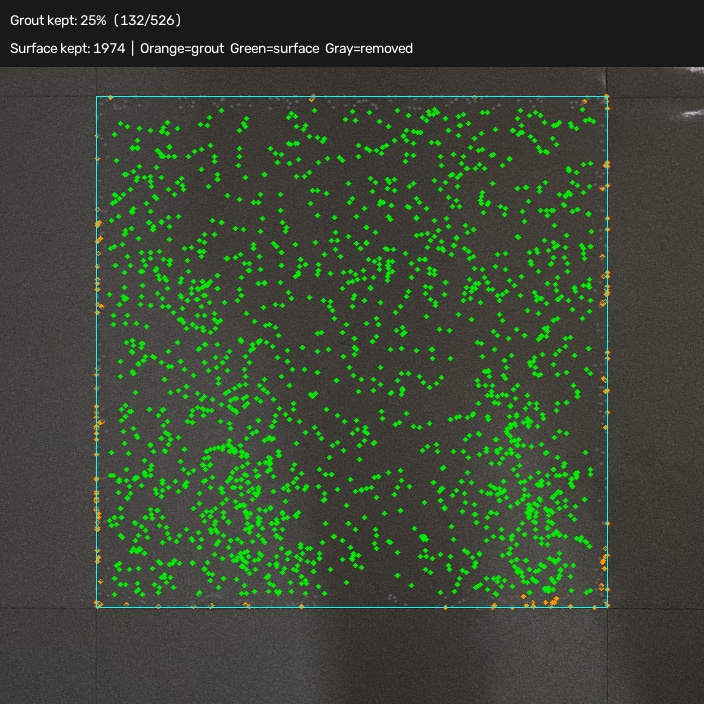 Grout kept: 25% (132/526)
Surface kept: 1974 | Orange=grout Green=surface Gray=removed